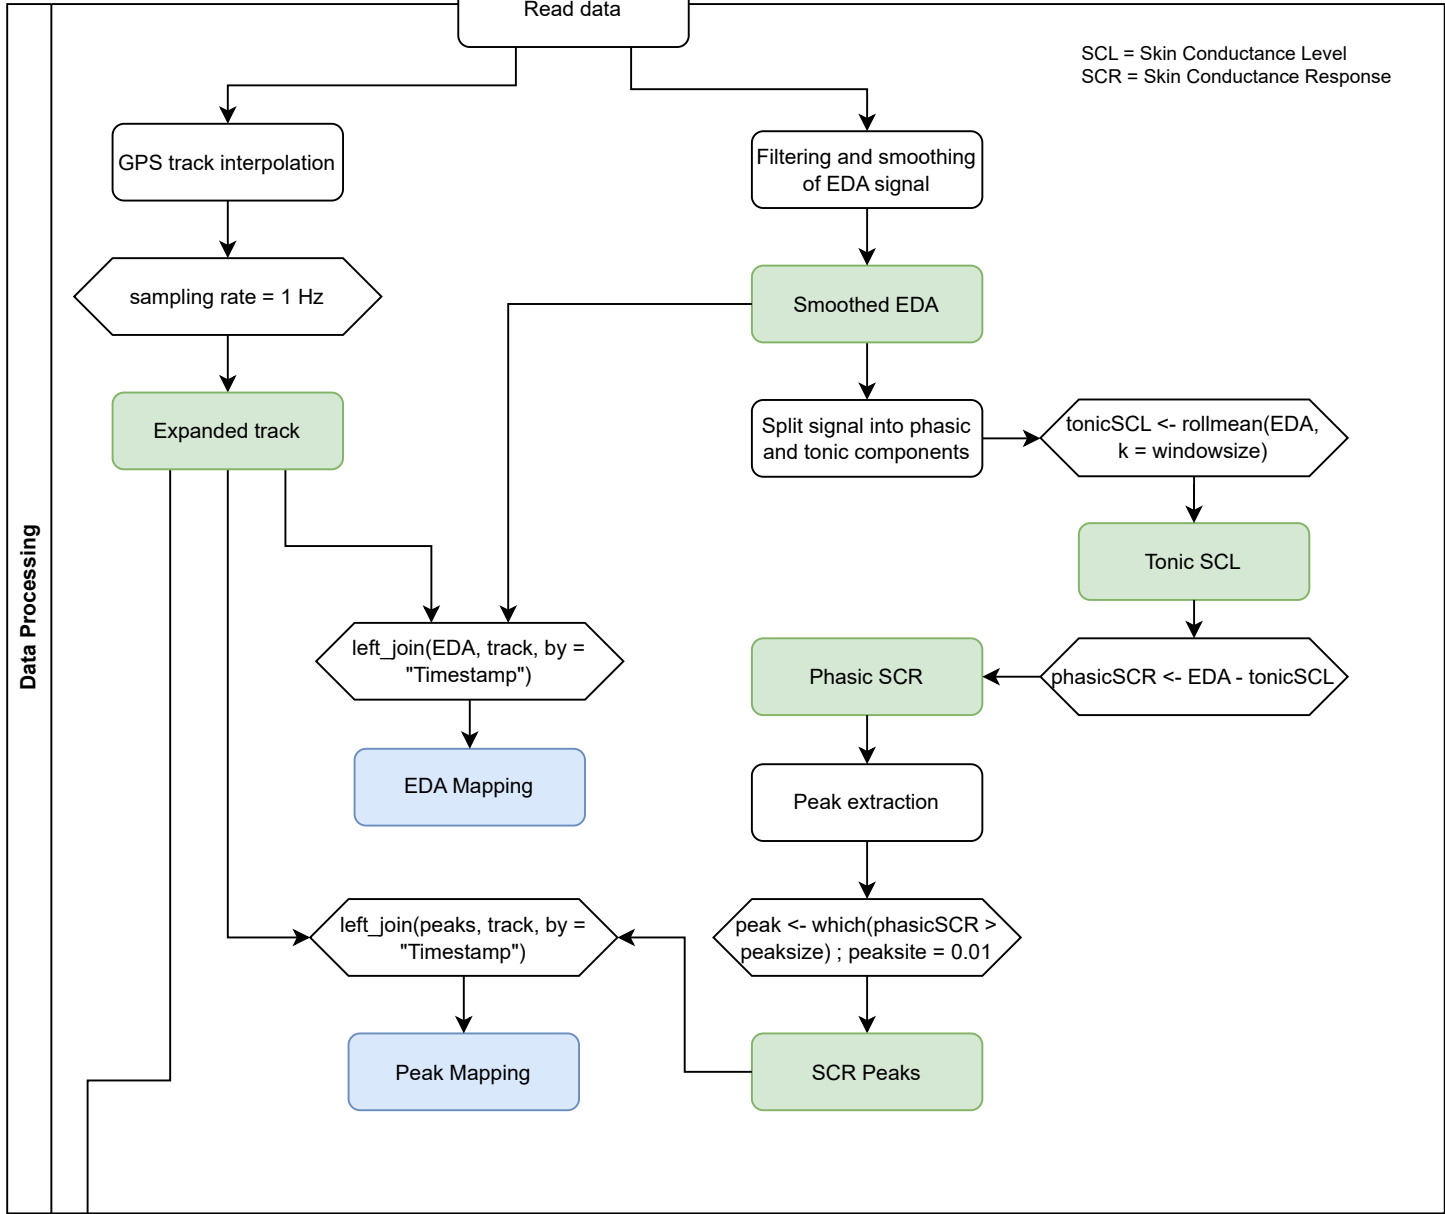 Read data
SCL = Skin Conductance Level
SCR = Skin Conductance Response
GPS track interpolation
Filtering and smoothing
of EDA signal
sampling rate = 1 Hz
Smoothed EDA
Expanded track
Split signal into phasic
and tonic components
tonicSCL <- rollmean(EDA,
k = windowsize)
Data Processing
Tonic SCL
left_join(EDA, track, by =
"Timestamp")
Phasic SCR
phasicSCR <- EDA - tonicSCL
EDA Mapping
Peak extraction
left_join(peaks, track, by =
"Timestamp")
peak <- which(phasicSCR >
peaksize) ; peaksite = 0.01
Peak Mapping
SCR Peaks